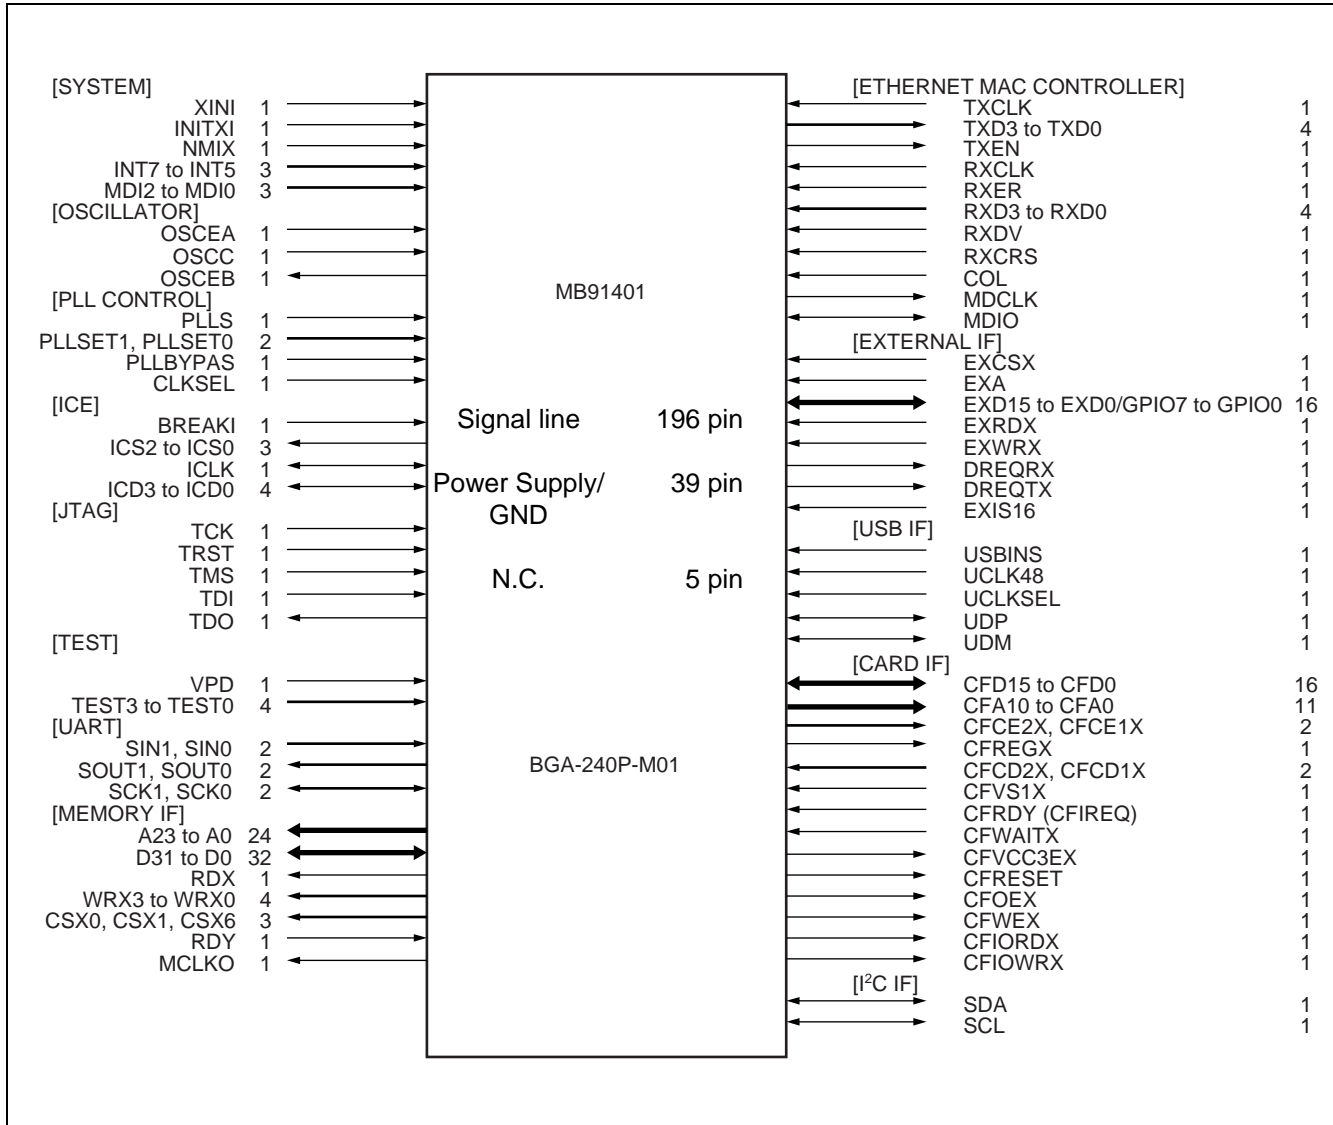 [SYSTEM]
XINI 1
INITXI 1
NMIX 1
INT7 to INT5 3
MDI2 to MDI0 3
[OSCILLATOR]
OSCEA 1
OSCC 1
OSCEB 1
[PLL CONTROL]
PLLS 1
PLLSET1, PLLSET0 2
PLLBYPAS 1
CLKSEL 1
[ICE]
BREAKI 1
ICS2 to ICS0 3
ICLK 1
ICD3 to ICD0 4
[JTAG]
TCK 1
TRST 1
TMS 1
TDI 1
TDO 1
[TEST]
VPD 1
TEST3 to TEST0 4
[UART]
SIN1, SIN0 2
SOUT1, SOUT0 2
SCK1, SCK0 2
[MEMORY IF]
A23 to A0 24
D31 to D0 32
RDX 1
WRX3 to WRX0 4
CSX0, CSX1, CSX6 3
RDY 1
MCLKO 1
MB91401
Signal line 196 pin
Power Supply/ 39 pin
GND
N.C. 5 pin
BGA-240P-M01
[ETHERNET MAC CONTROLLER]
TXCLK 1
TXD3 to TXD0 4
TXEN 1
RXCLK 1
RXER 1
RXD3 to RXD0 4
RXDV 1
RXCRS 1
COL 1
MDCLK 1
MDIO 1
[EXTERNAL IF]
EXCSX 1
EXA 1
EXD15 to EXD0/GPIO7 to GPIO0 16
EXRDX 1
EXWRX 1
DREQRX 1
DREQTX 1
EXIS16 1
[USB IF]
USBINS 1
UCLK48 1
UCLKSEL 1
UDP 1
UDM 1
[CARD IF]
CFD15 to CFD0 16
CFA10 to CFA0 11
CFCE2X, CFCE1X 2
CFREGX 1
CFCD2X, CFCD1X 2
CFVS1X 1
CFRDY (CFIREQ) 1
CFWAITX 1
CFVCC3EX 1
CFRESET 1
CFOEX 1
CFWEX 1
CFIORDX 1
CFIOWRX 1
[I²C IF]
SDA 1
SCL 1